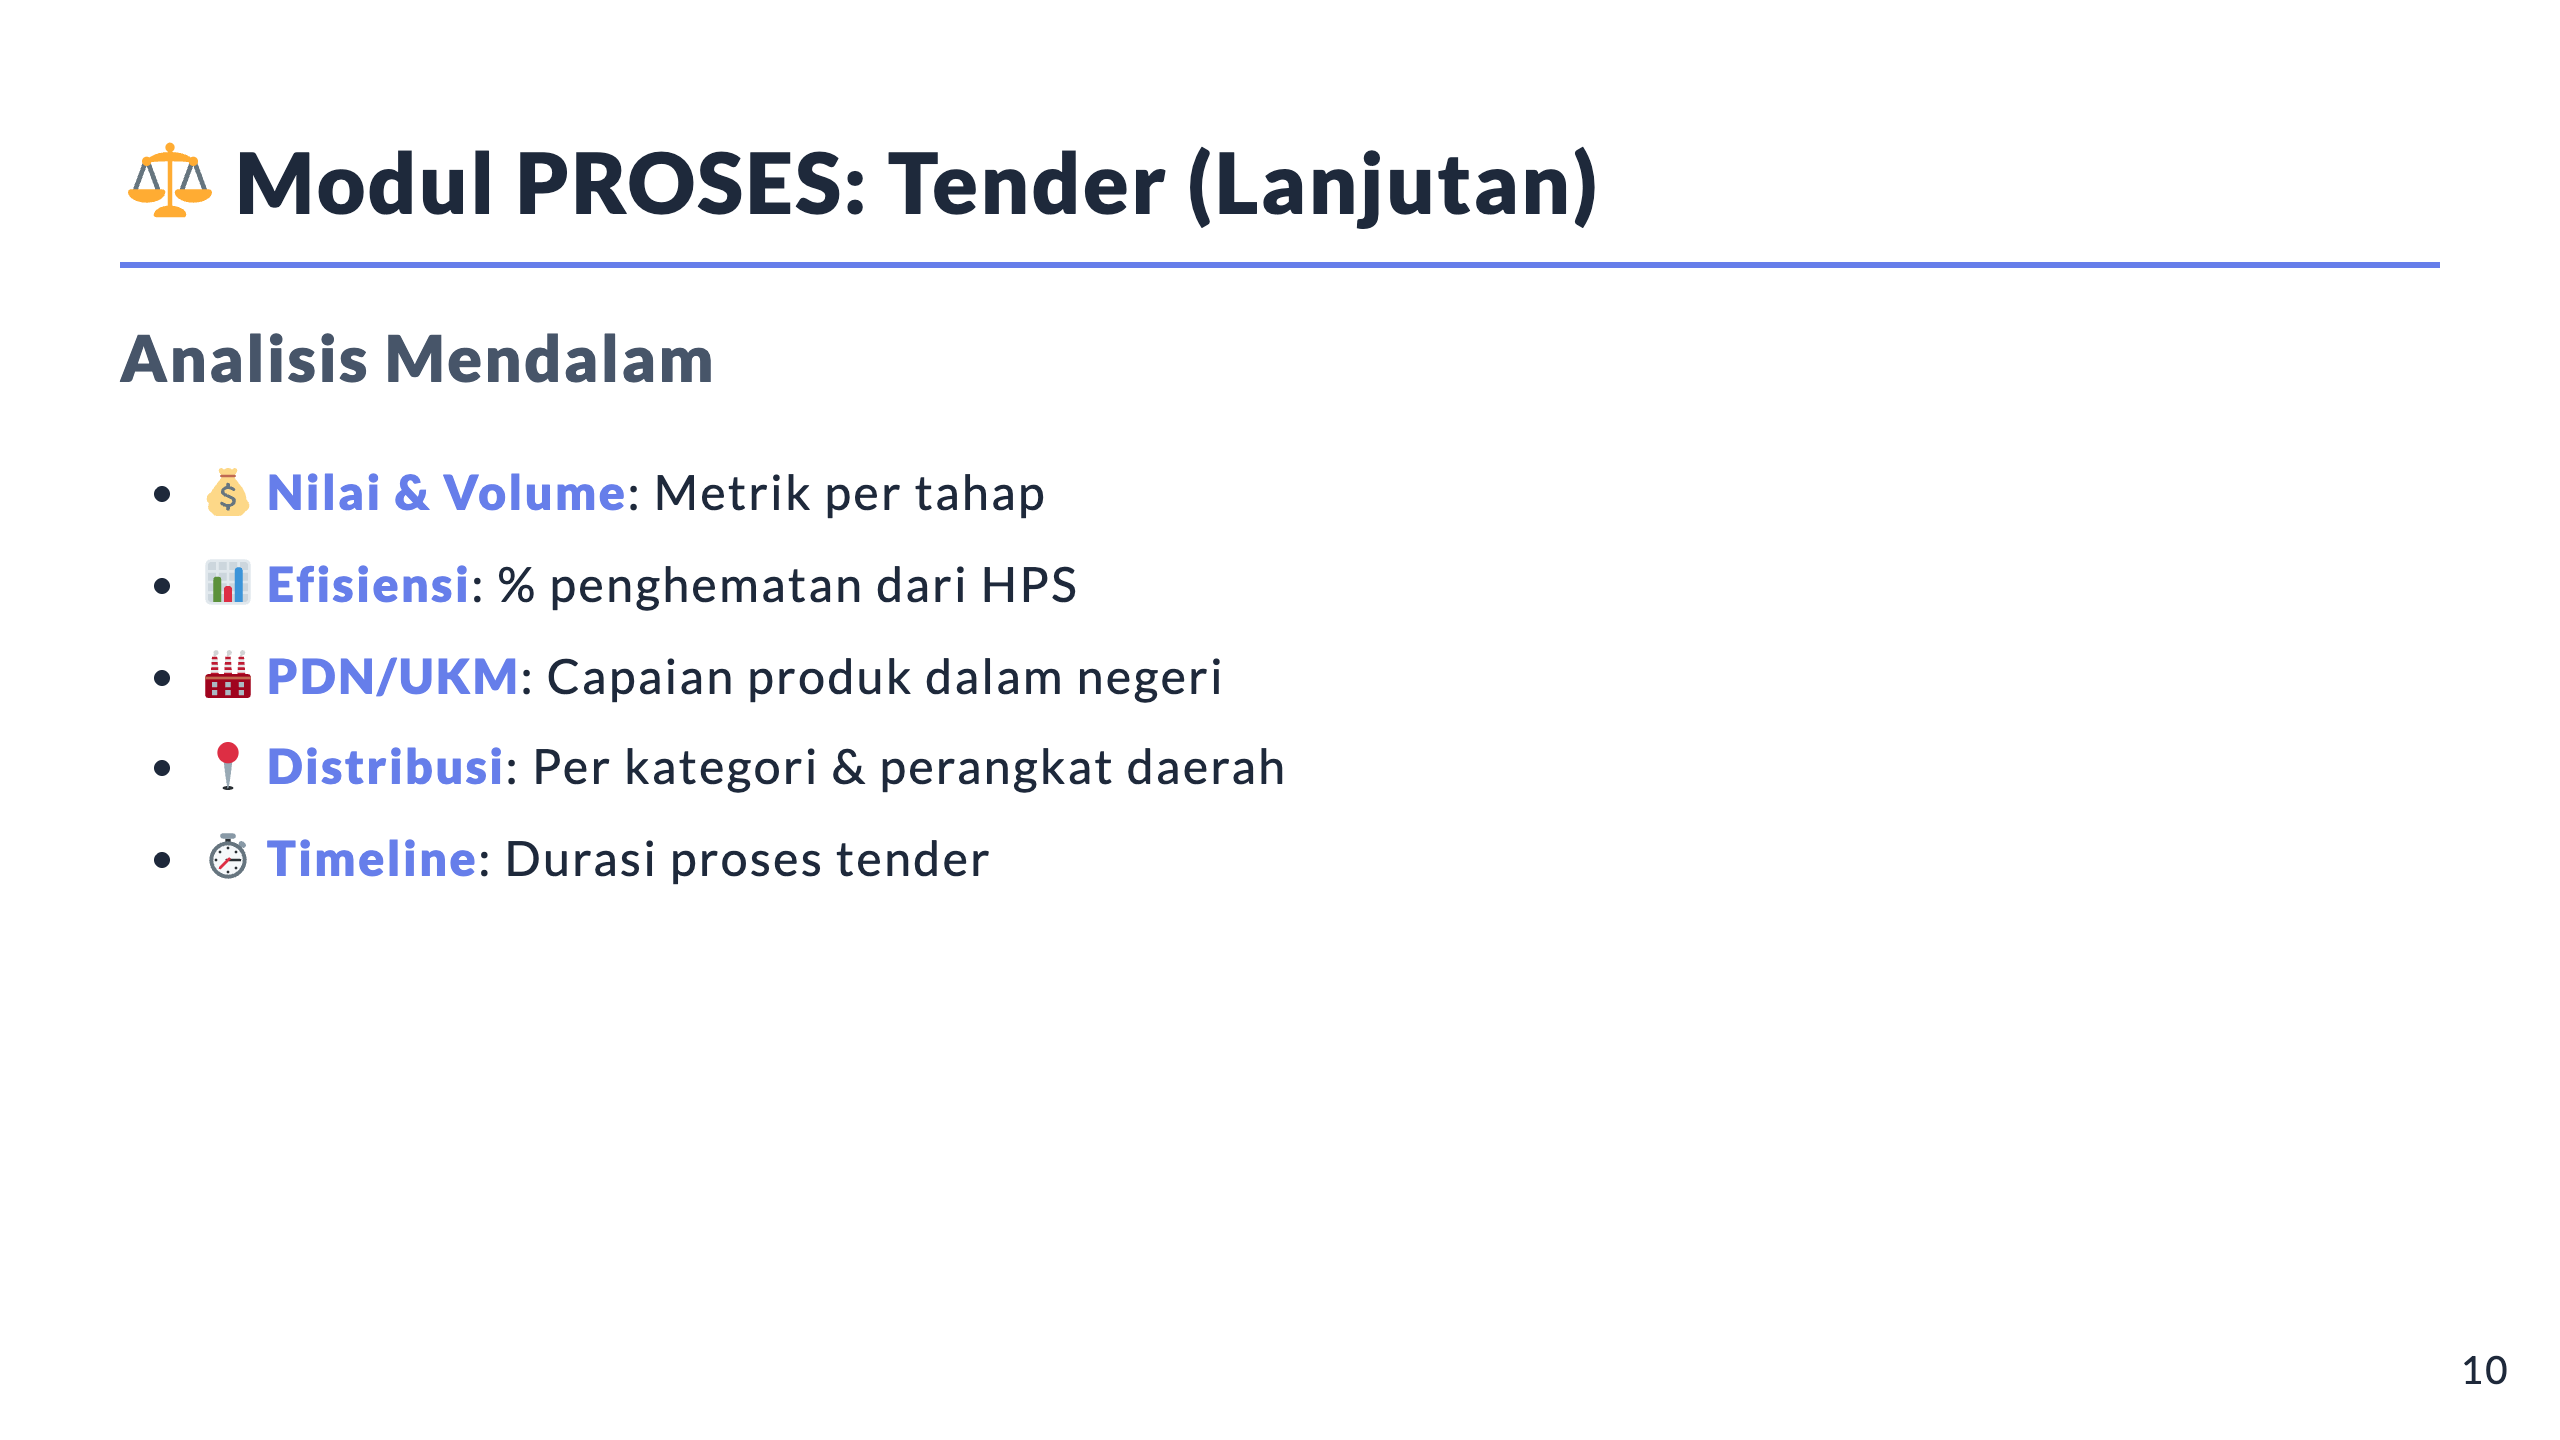 ⚖️ Modul PROSES: Tender (Lanjutan)
Analisis Mendalam
• 💰 Nilai & Volume: Metrik per tahap
• 📊 Efisiensi: % penghematan dari HPS
• 🏭 PDN/UKM: Capaian produk dalam negeri
• 📍 Distribusi: Per kategori & perangkat daerah
• ⏱️ Timeline: Durasi proses tender
10